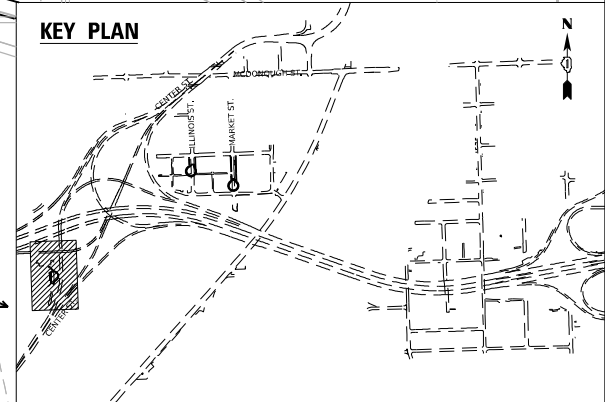 KEY PLAN
N
MCDONOUGH ST.
CENTER ST.
ILLINOIS ST.
MARKET ST.
CENTER ST.